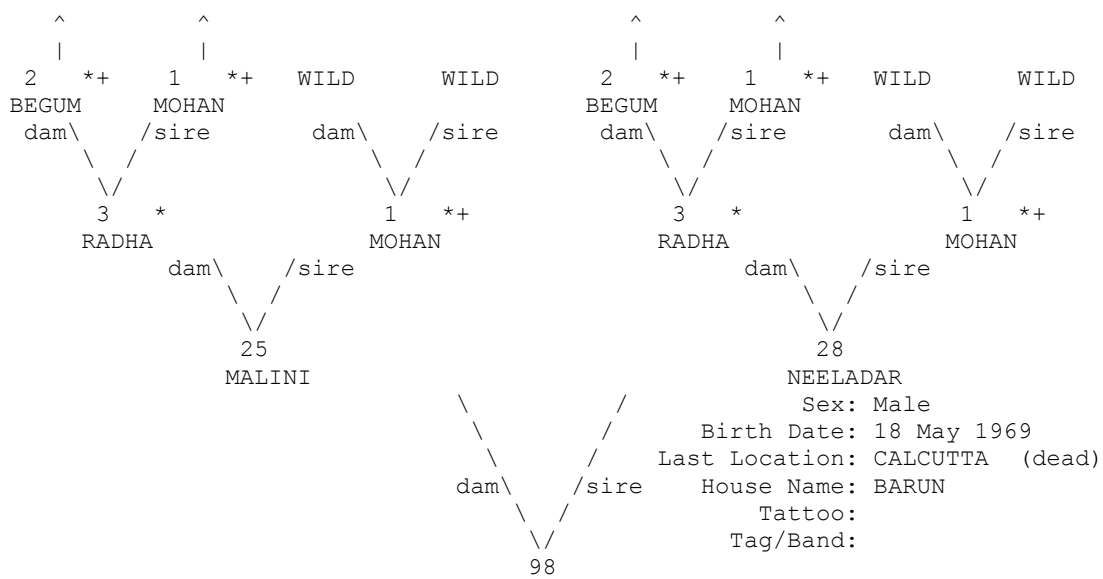 ^ ^ ^ ^
| | | |
2 *+ 1 *+ WILD WILD 2 *+ 1 *+ WILD WILD
BEGUM MOHAN BEGUM MOHAN
dam\ /sire dam\ /sire dam\ /sire dam\ /sire
\ / \ / \ / \ /
\/ \/ \/ \/
3 * 1 *+ 3 * 1 *+
RADHA MOHAN RADHA MOHAN
dam\ /sire dam\ /sire
\ / \ /
\/ \/
25 28
MALINI NEELADAR
\ / Sex: Male
\ / Birth Date: 18 May 1969
\ / Last Location: CALCUTTA (dead)
dam\ /sire House Name: BARUN
\ / Tattoo:
\/ Tag/Band:
98